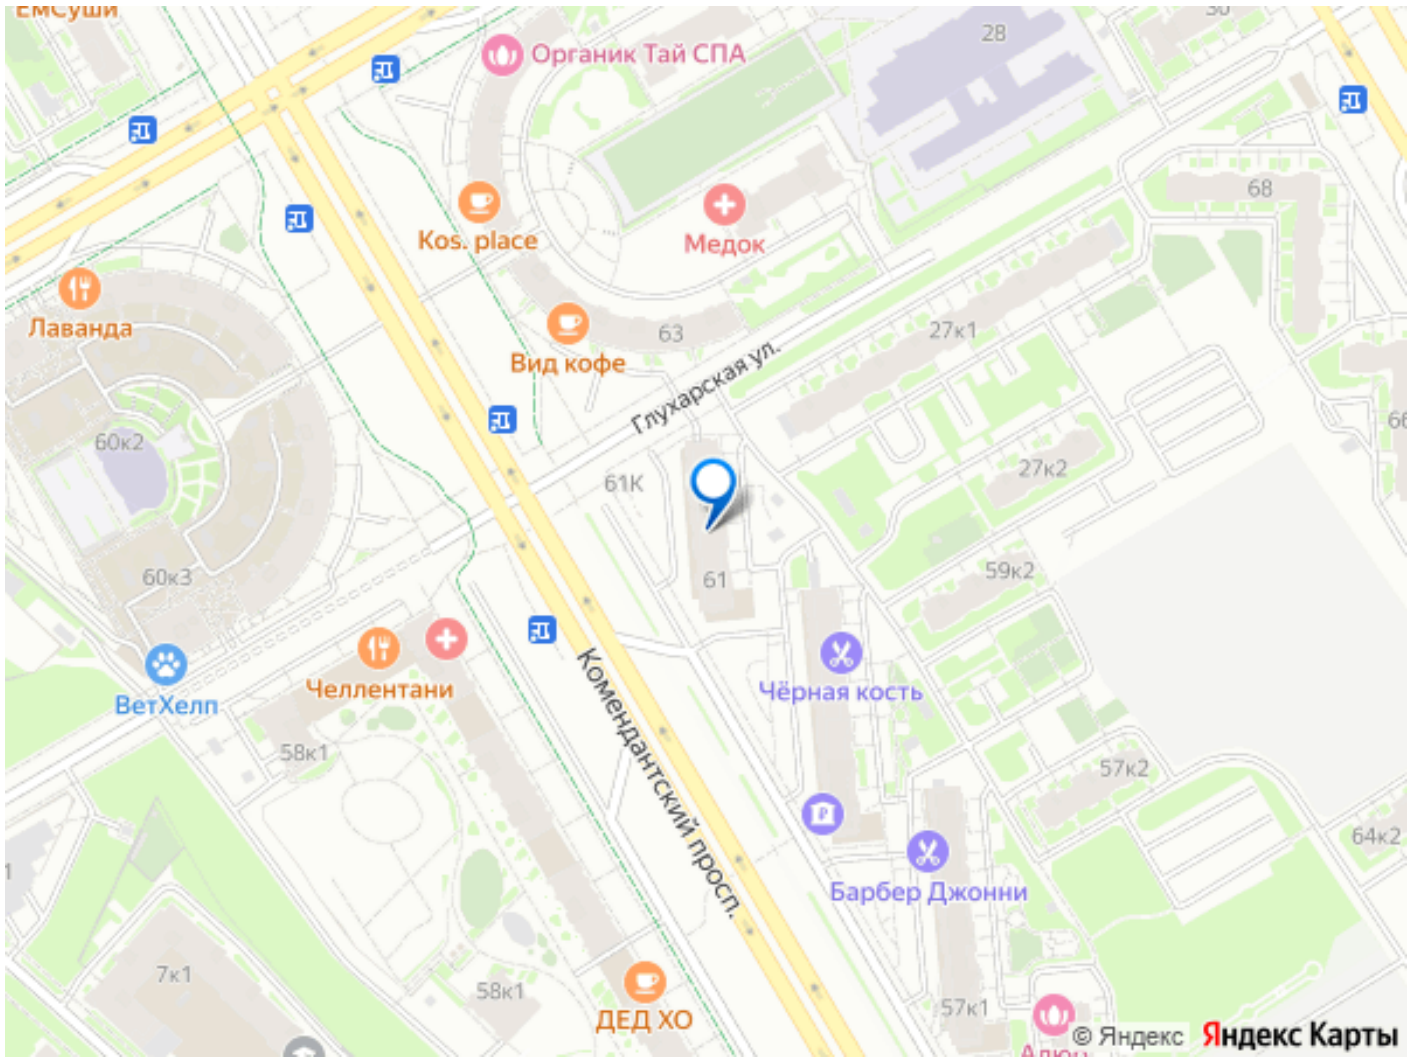 ЕмСуши
Органик Тай СПА
28
30
68
Kos. place
Медок
Лаванда
Вид кофе
63
27к1
Глухарская ул.
60к2
61К
27к2
60к3
61
59к2
Чёрная кость
Челлентани
ВетХелп
58к1
Комендантский просп.
57к2
64к2
Барбер Джонни
7к1
58к1
57к1
ДЕД ХО
© Яндекс
Яндекс Карты